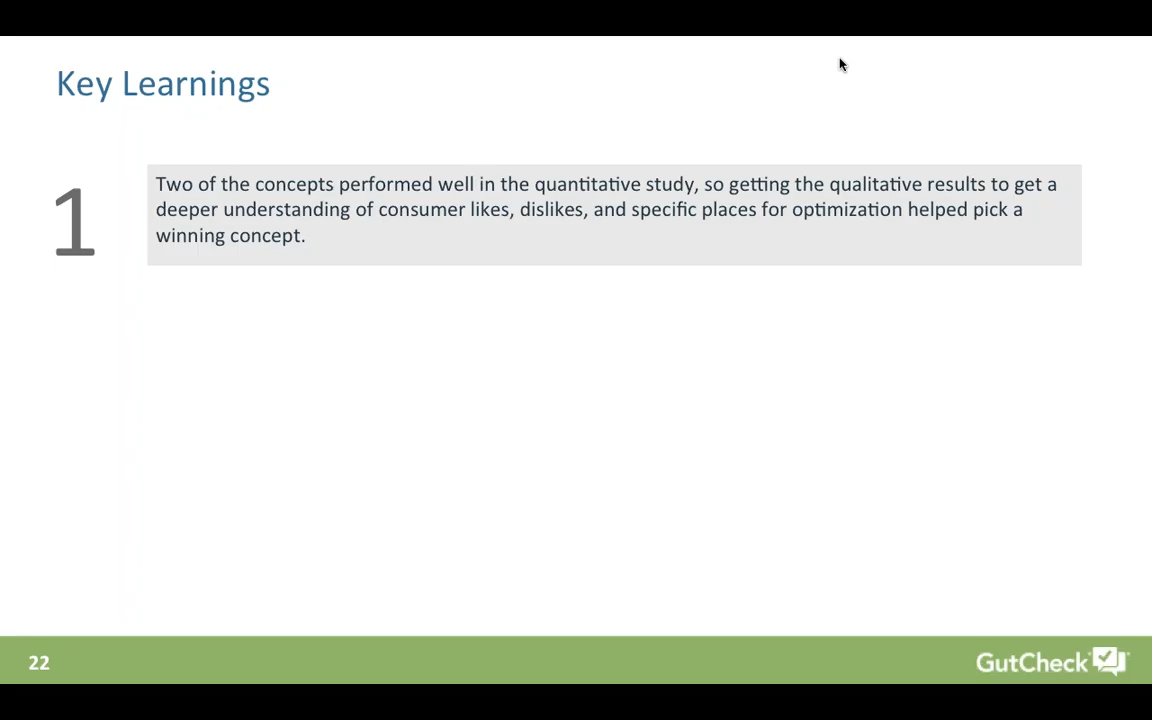 Key Learnings
1
Two of the concepts performed well in the quantitative study, so getting the qualitative results to get a
deeper understanding of consumer likes, dislikes, and specific places for optimization helped pick a
winning concept.
22
GutCheck